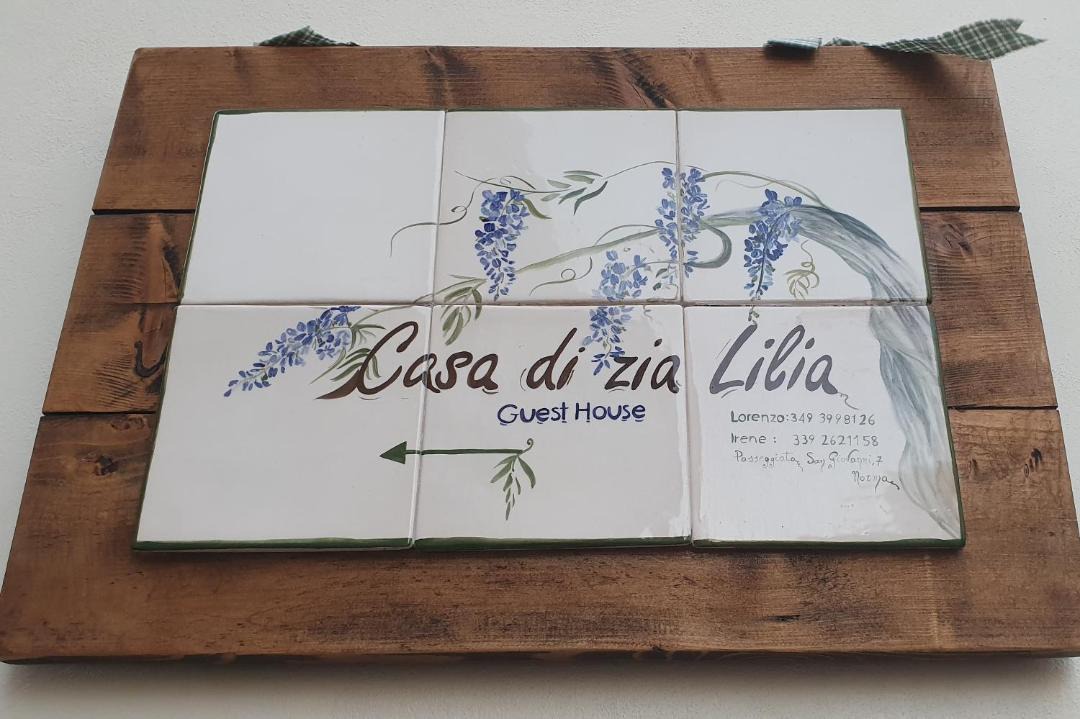 Casa di zia Lilia
Guest House
Lorenzo: 349 3998126
Irene : 339 2621158
Passeggiata San Giovanni, 7
Norma